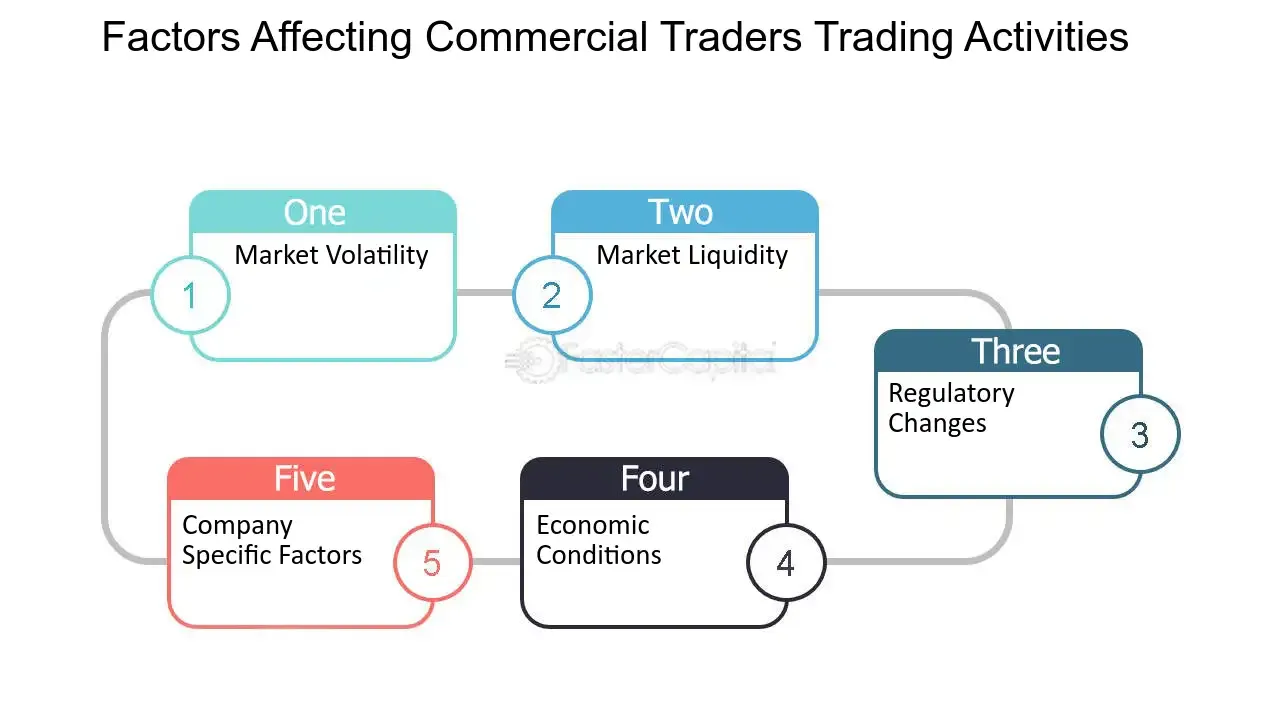 Factors Affecting Commercial Traders Trading Activities
One
Market Volatility
1
Two
Market Liquidity
2
Three
Regulatory
Changes
3
Four
Economic
Conditions
4
Five
Company
Specific Factors
5
FasterCapital